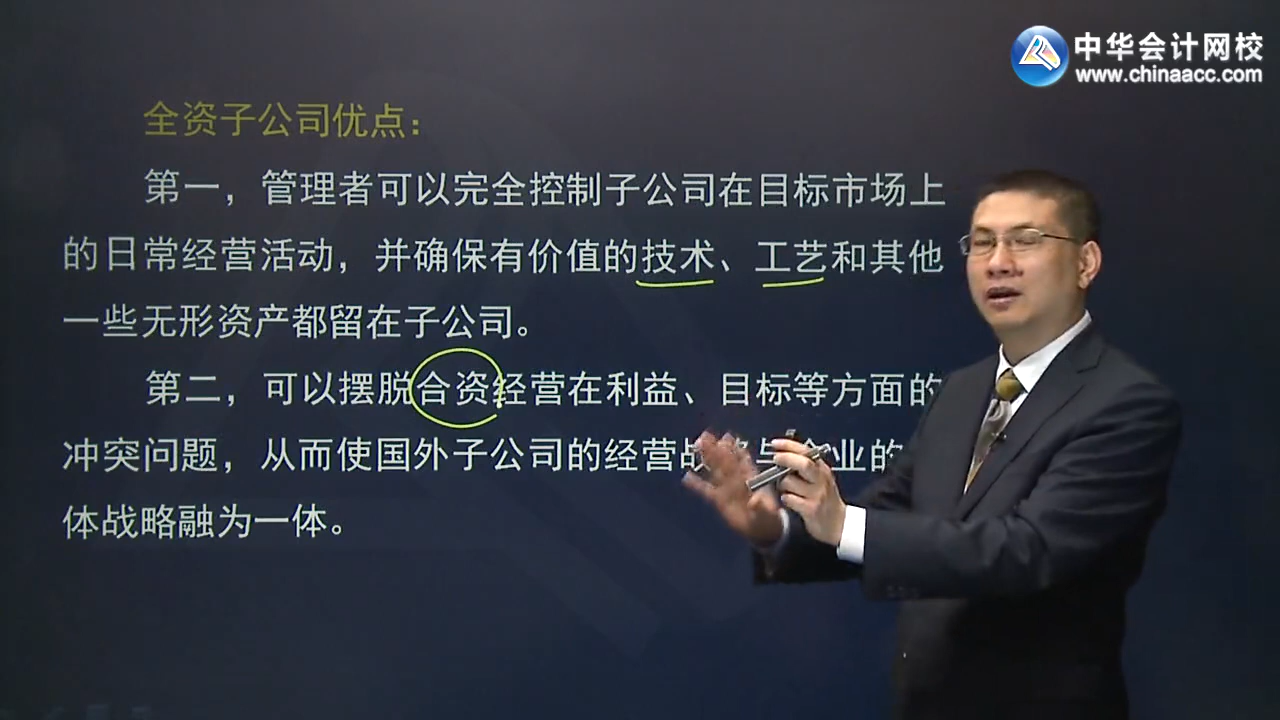 中华会计网校
www.chinaacc.com
全资子公司优点：
第一，管理者可以完全控制子公司在目标市场上
的日常经营活动，并确保有价值的技术、工艺和其他
一些无形资产都留在子公司。
第二，可以摆脱合资经营在利益、目标等方面的
冲突问题，从而使国外子公司的经营战略与企业的
体战略融为一体。